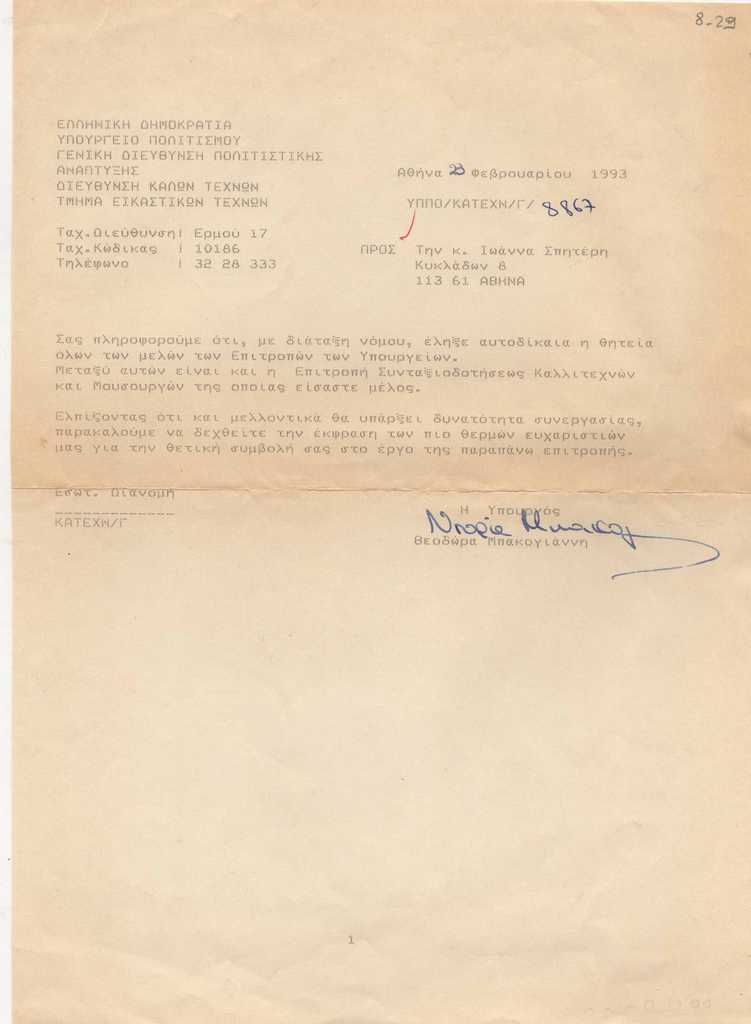 8-29
ΕΛΛΗΝΙΚΗ ΔΗΜΟΚΡΑΤΙΑ
ΥΠΟΥΡΓΕΙΟ ΠΟΛΙΤΙΣΜΟΥ
ΓΕΝΙΚΗ ΔΙΕΥΘΥΝΣΗ ΠΟΛΙΤΙΣΤΙΚΗΣ
ΑΝΑΠΤΥΞΗΣ
ΔΙΕΥΘΥΝΣΗ ΚΑΛΩΝ ΤΕΧΝΩΝ
ΤΜΗΜΑ ΕΙΚΑΣΤΙΚΩΝ ΤΕΧΝΩΝ
Αθήνα 23 Φεβρουαρίου 1993
ΥΠΠΟ/ΚΑΤΕΧΝ/Γ/ 8867
Ταχ.Διεύθυνση| Ερμού 17
Ταχ.Κώδικας | 10186
Τηλέφωνο | 32 28 333
ΠΡΟΣ Την κ. Ιωάννα Σπητέρη
Κυκλάδων 8
113 61 ΑΘΗΝΑ
Σας πληροφορούμε ότι, με διάταξη νόμου, έληξε αυτοδίκαια η θητεία
όλων των μελών των Επιτροπών των Υπουργείων.
Μεταξύ αυτών είναι και η Επιτροπή Συνταξιοδοτήσεως Καλλιτεχνών
και Μουσουργών της οποίας είσαστε μέλος.
Ελπίζοντας ότι και μελλοντικά θα υπάρξει δυνατότητα συνεργασίας,
παρακαλούμε να δεχθείτε την έκφραση των πιο θερμών ευχαριστιών
μας για την θετική συμβολή σας στο έργο της παραπάνω επιτροπής.
Εσωτ. Διανομή
-------------
ΚΑΤΕΧΝ/Γ
Η Υπουργός
Ντόρα Μπακογ
Θεοδώρα Μπακογιάννη
1